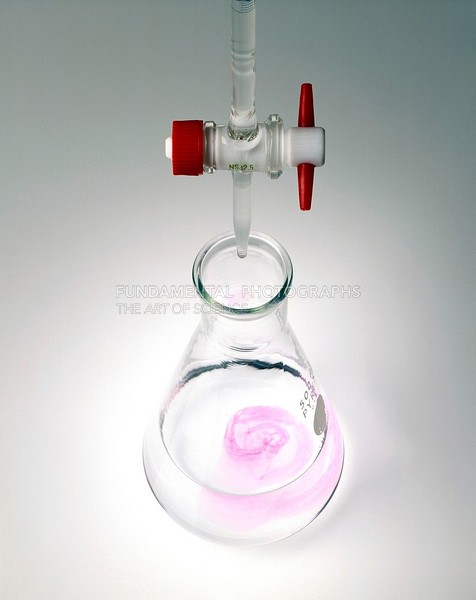 NS 12.5
FUNDAMENTAL PHOTOGRAPHS
THE ART OF SCIENCE